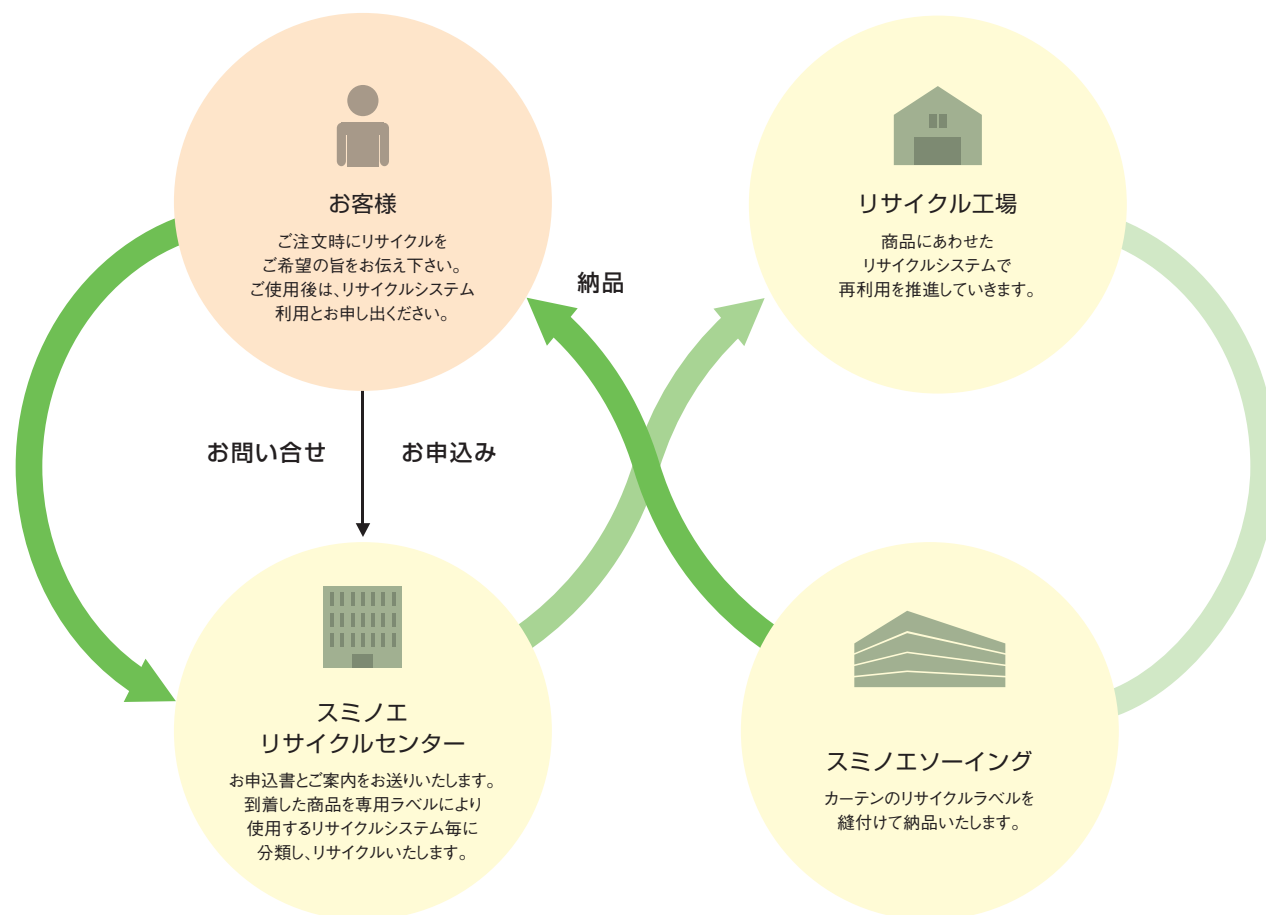 お客様
ご注文時にリサイクルを
ご希望の旨をお伝え下さい。
ご使用後は、リサイクルシステム
利用とお申し出ください。
リサイクル工場
商品にあわせた
リサイクルシステムで
再利用を推進していきます。
納品
お問い合せ
お申込み
スミノエ
リサイクルセンター
お申込書とご案内をお送りいたします。
到着した商品を専用ラベルにより
使用するリサイクルシステム毎に
分類し、リサイクルいたします。
スミノエソーイング
カーテンのリサイクルラベルを
縫付けて納品いたします。